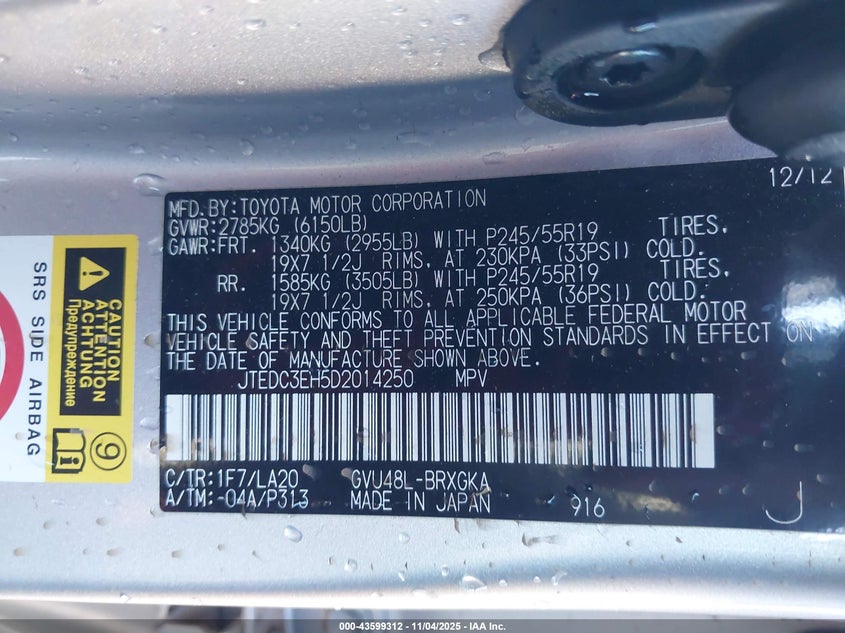 12/12
MFD. BY: TOYOTA MOTOR CORPORATION
GVWR: 2785KG (6150LB)
GAWR: FRT. 1340KG (2955LB) WITH P245/55R19 TIRES,
19X7 1/2J RIMS, AT 230KPA (33PSI) COLD.
RR. 1585KG (3505LB) WITH P245/55R19 TIRES,
19X7 1/2J RIMS, AT 250KPA (36PSI) COLD.
THIS VEHICLE CONFORMS TO ALL APPLICABLE FEDERAL MOTOR
VEHICLE SAFETY AND THEFT PREVENTION STANDARDS IN EFFECT ON
THE DATE OF MANUFACTURE SHOWN ABOVE.
JTEDC3EH5D2014250 MPV
C/TR: 1F7/LA20 GVU48L-BRXGKA
A/TM: -04A/P313 MADE IN JAPAN 916 J
SRS SIDE AIRBAG
CAUTION
ATTENTION
ACHTUNG
Предупреждение
i
9
000-43599312 - 11/04/2025 - IAA Inc.